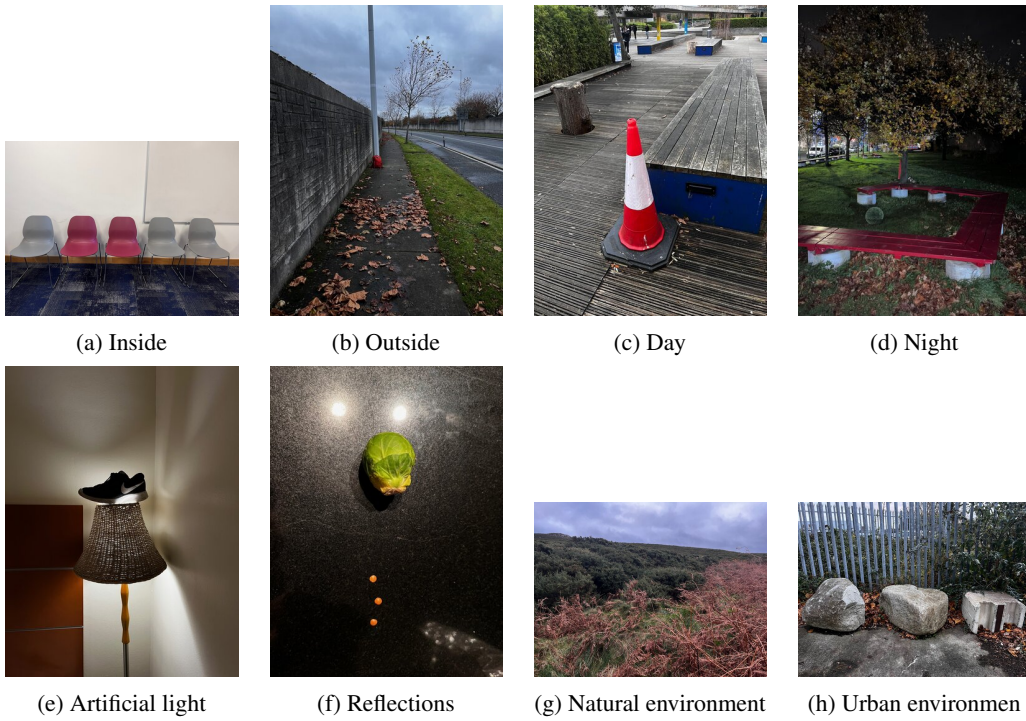 (a) Inside
(b) Outside
(c) Day
(d) Night
(e) Artificial light
(f) Reflections
(g) Natural environment
(h) Urban environmen